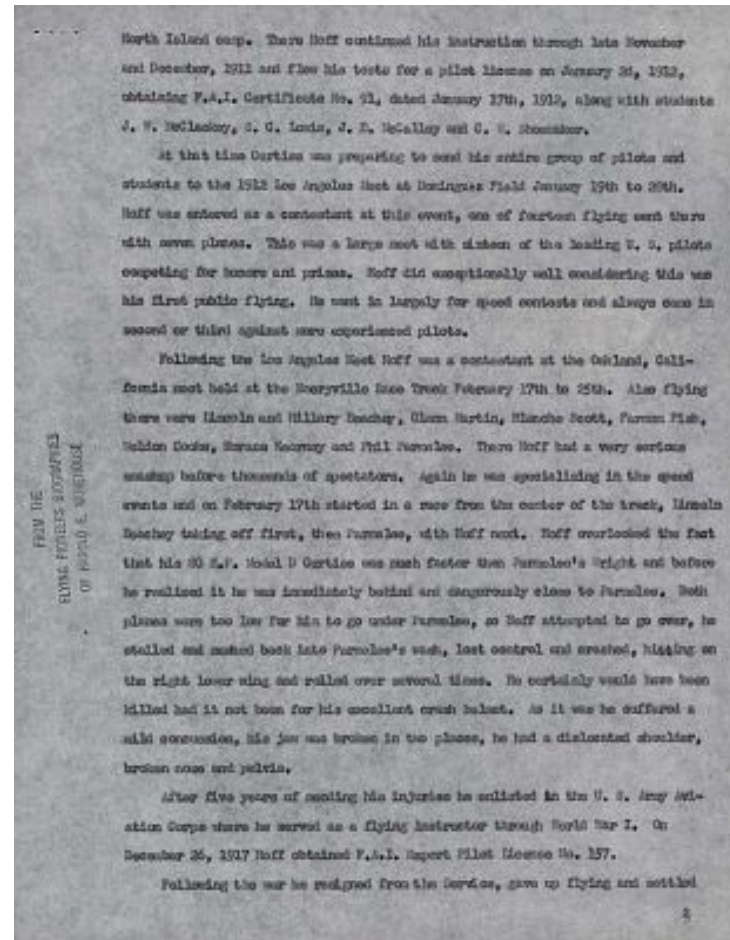 North Island camp. There Hoff continued his instruction through late November
and December, 1911 and flew his tests for a pilot license on January 2d, 1912,
obtaining F.A.I. Certificate No. 91, dated January 17th, 1912, along with students
J. W. McClaskey, C. C. Lewis, J. D. McCalley and C. W. Shoemaker.
At that time Curtiss was preparing to send his entire group of pilots and
students to the 1912 Los Angeles Meet at Dominguez Field January 19th to 28th.
Hoff was entered as a contestant at this event, one of fourteen flying sent there
with seven planes. This was a large meet with sixteen of the leading U. S. pilots
competing for honors and prizes. Hoff did exceptionally well considering this was
his first public flying. He went in largely for speed contests and always came in
second or third against more experienced pilots.
Following the Los Angeles Meet Hoff was a contestant at the Oakland, Cali-
fornia meet held at the Emeryville Race Track February 17th to 25th. Also flying
there were Lincoln and Hillary Beachey, Glenn Martin, Blanche Scott, Farnum Fish,
Weldon Cooke, Horace Kearney and Phil Parmalee. There Hoff had a very serious
smashup before thousands of spectators. Again he was specializing in the speed
events and on February 17th started in a race from the center of the track, Lincoln
Beachey taking off first, then Parmalee, with Hoff next. Hoff overlooked the fact
that his 80 H.P. Model D Curtiss was much faster than Parmalee's Wright and before
he realized it he was immediately behind and dangerously close to Parmalee. Both
planes were too low for him to go under Parmalee, so Hoff attempted to go over, he
stalled and mushed back into Parmalee's wash, lost control and crashed, hitting on
the right lower wing and rolled over several times. He certainly would have been
killed had it not been for his excellent crash helmet. As it was he suffered a
mild concussion, his jaw was broken in two places, he had a dislocated shoulder,
broken nose and pelvis.
After five years of mending his injuries he enlisted in the U. S. Army Avi-
ation Corps where he served as a flying instructor through World War I. On
December 26, 1917 Hoff obtained F.A.I. Expert Pilot License No. 157.
Following the war he resigned from the Service, gave up flying and settled
2
FROM THE
FLYING PIONEERS BIOGRAPHIES
OF HAROLD E. MOREHOUSE